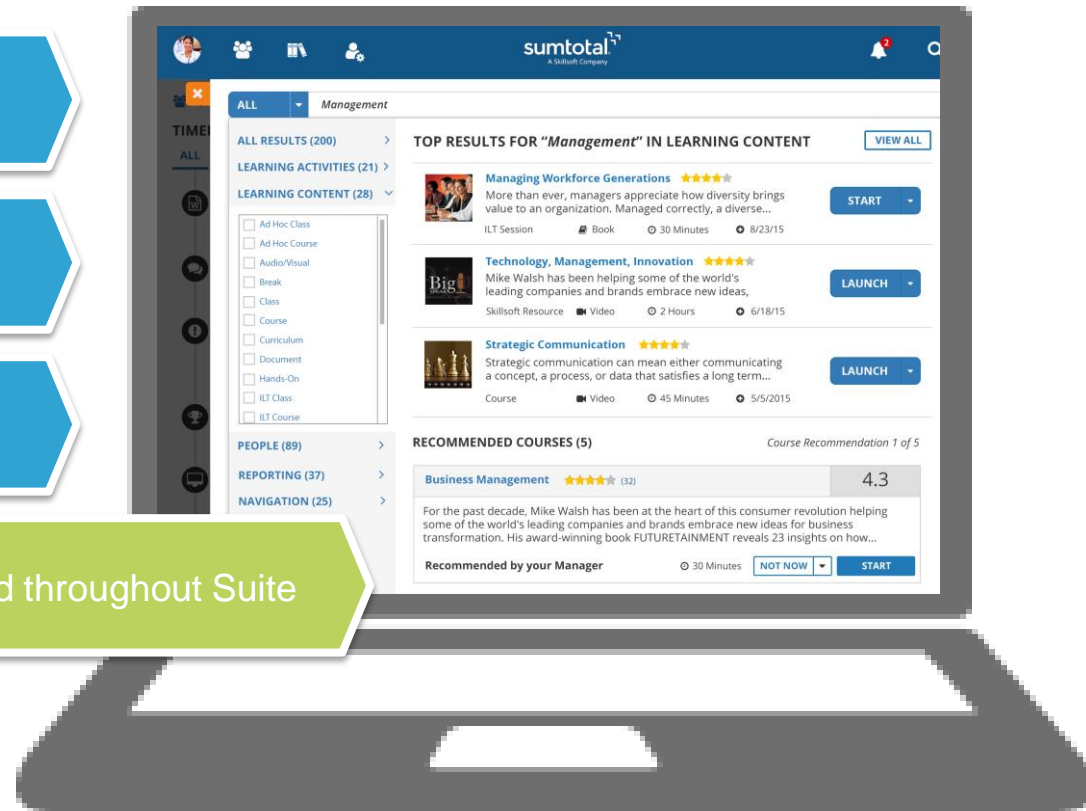 sumtotal
A Skillsoft Company
2
ALL Management
TIMEL
ALL
ALL RESULTS (200)
LEARNING ACTIVITIES (21)
LEARNING CONTENT (28)
Ad Hoc Class
Ad Hoc Course
Audio/Visual
Break
Class
Course
Curriculum
Document
Hands-On
ILT Class
ILT Course
PEOPLE (89)
REPORTING (37)
NAVIGATION (25)
TOP RESULTS FOR "Management" IN LEARNING CONTENT VIEW ALL
Managing Workforce Generations
More than ever, managers appreciate how diversity brings
value to an organization. Managed correctly, a diverse...
ILT Session Book 30 Minutes 8/23/15
START
Big
Technology, Management, Innovation
Mike Walsh has been helping some of the world's
leading companies and brands embrace new ideas,
Skillsoft Resource Video 2 Hours 6/18/15
LAUNCH
Strategic Communication
Strategic communication can mean either communicating
a concept, a process, or data that satisfies a long term...
Course Video 45 Minutes 5/5/2015
LAUNCH
RECOMMENDED COURSES (5) Course Recommendation 1 of 5
Business Management (32) 4.3
For the past decade, Mike Walsh has been at the heart of this consumer revolution helping
some of the world's leading companies and brands embrace new ideas for business
transformation. His award-winning book FUTURETAINMENT reveals 23 insights on how...
Recommended by your Manager 30 Minutes NOT NOW START
d throughout Suite